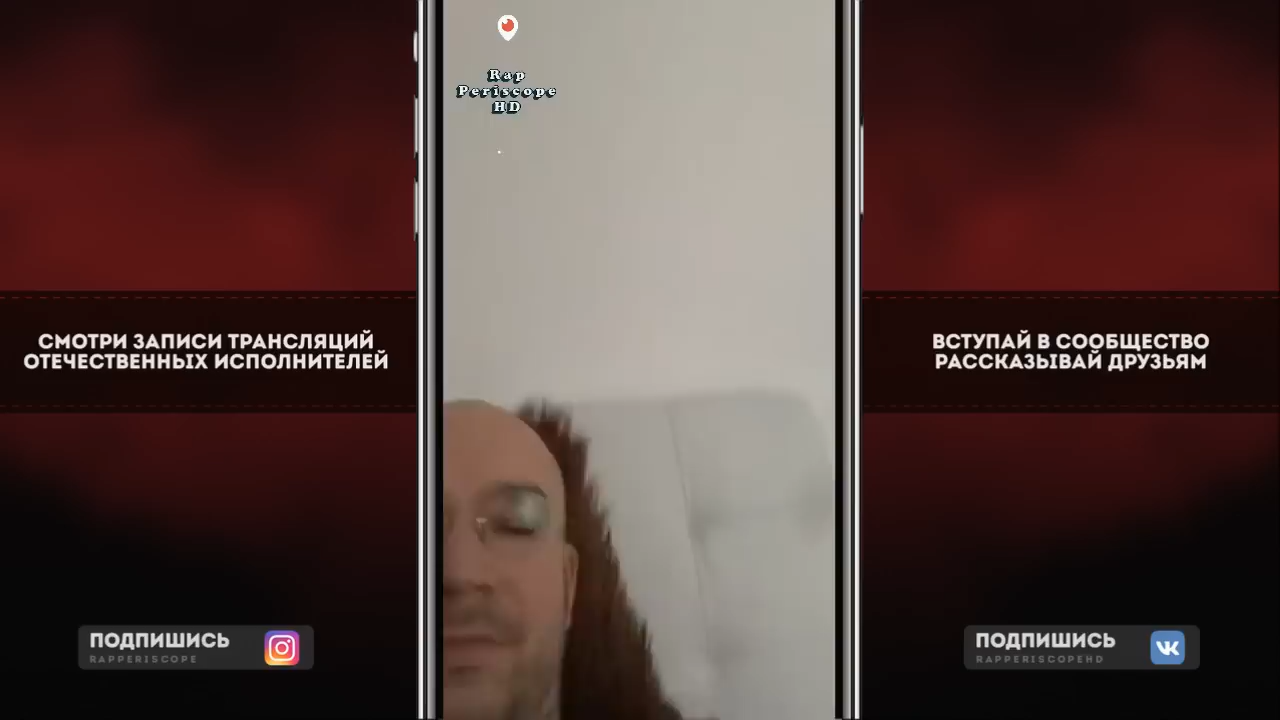 Rap
Periscope
HD
СМОТРИ ЗАПИСИ ТРАНСЛЯЦИЙ
ОТЕЧЕСТВЕННЫХ ИСПОЛНИТЕЛЕЙ
ВСТУПАЙ В СООБЩЕСТВО
РАССКАЗЫВАЙ ДРУЗЬЯМ
ПОДПИШИСЬ
RAPPERISCOPE
ПОДПИШИСЬ
RAPPERISCOPEHD